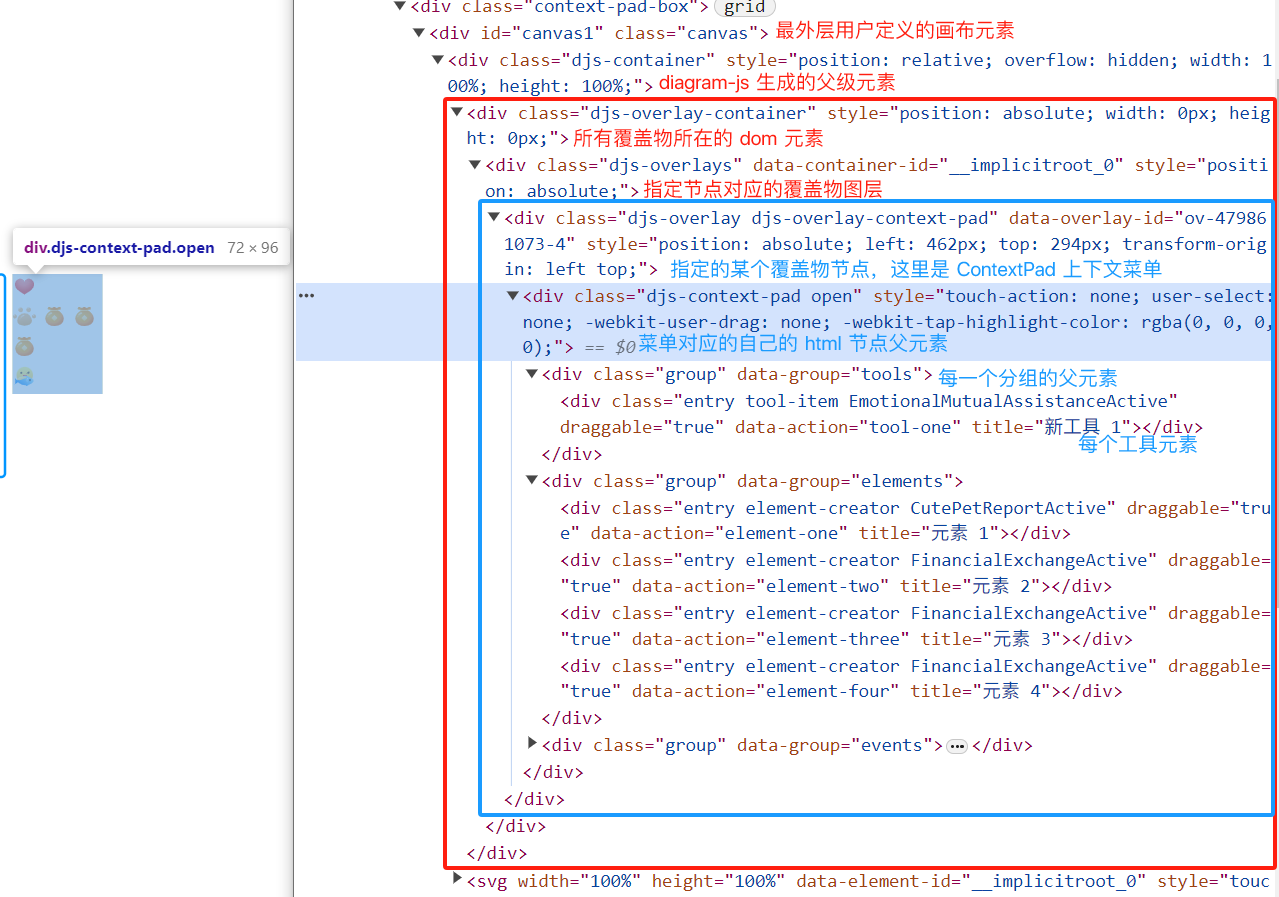 <div class="context-pad-box"> grid
<div id="canvas1" class="canvas"> 最外层用户定义的画布元素
<div class="djs-container" style="position: relative; overflow: hidden; width: 1
00%; height: 100%;"> diagram-js 生成的父级元素
<div class="djs-overlay-container" style="position: absolute; width: 0px; heig
ht: 0px;"> 所有覆盖物所在的 dom 元素
<div class="djs-overlays" data-container-id="__implicitroot_0" style="positi
on: absolute;"> 指定节点对应的覆盖物图层
<div class="djs-overlay djs-overlay-context-pad" data-overlay-id="ov-47986
1073-4" style="position: absolute; left: 462px; top: 294px; transform-orig
in: left top;"> 指定的某个覆盖物节点，这里是 ContextPad 上下文菜单
div.djs-context-pad.open 72 × 96
<div class="djs-context-pad open" style="touch-action: none; user-select:
none; -webkit-user-drag: none; -webkit-tap-highlight-color: rgba(0, 0, 0,
0);"> == $0 菜单对应的自己的 html 节点父元素
<div class="group" data-group="tools"> 每一个分组的父元素
<div class="entry tool-item EmotionalMutualAssistanceActive"
draggable="true" data-action="tool-one" title="新工具 1"></div>
每个工具元素
</div>
<div class="group" data-group="elements">
<div class="entry element-creator CutePetReportActive" draggable="tru
e" data-action="element-one" title="元素 1"></div>
<div class="entry element-creator FinancialExchangeActive" draggable=
"true" data-action="element-two" title="元素 2"></div>
<div class="entry element-creator FinancialExchangeActive" draggable=
"true" data-action="element-three" title="元素 3"></div>
<div class="entry element-creator FinancialExchangeActive" draggable=
"true" data-action="element-four" title="元素 4"></div>
</div>
<div class="group" data-group="events"> ••• </div>
</div>
</div>
</div>
</div>
<svg width="100%" height="100%" data-element-id="__implicitroot_0" style="touc